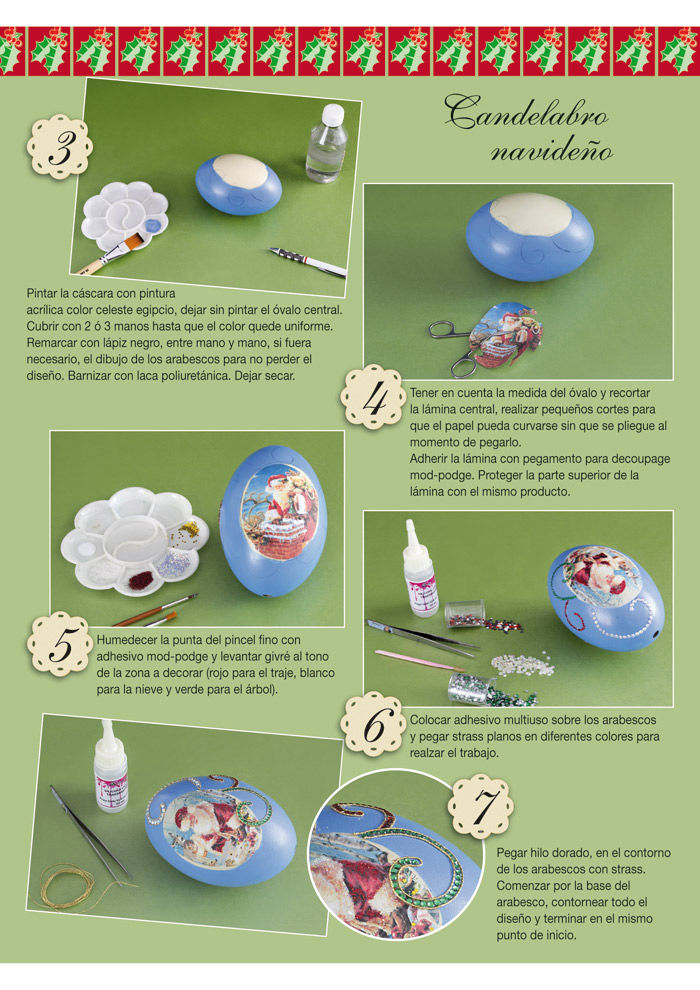 Candelabro
navideño
3
Pintar la cáscara con pintura
acrílica color celeste egipcio, dejar sin pintar el óvalo central.
Cubrir con 2 ó 3 manos hasta que el color quede uniforme.
Remarcar con lápiz negro, entre mano y mano, si fuera
necesario, el dibujo de los arabescos para no perder el
diseño. Barnizar con laca poliuretánica. Dejar secar.
4
Tener en cuenta la medida del óvalo y recortar
la lámina central, realizar pequeños cortes para
que el papel pueda curvarse sin que se pliegue al
momento de pegarlo.
Adherir la lámina con pegamento para decoupage
mod-podge. Proteger la parte superior de la
lámina con el mismo producto.
5
Humedecer la punta del pincel fino con
adhesivo mod-podge y levantar givré al tono
de la zona a decorar (rojo para el traje, blanco
para la nieve y verde para el árbol).
6
Colocar adhesivo multiuso sobre los arabescos
y pegar strass planos en diferentes colores para
realzar el trabajo.
7
Pegar hilo dorado, en el contorno
de los arabescos con strass.
Comenzar por la base del
arabesco, contornear todo el
diseño y terminar en el mismo
punto de inicio.